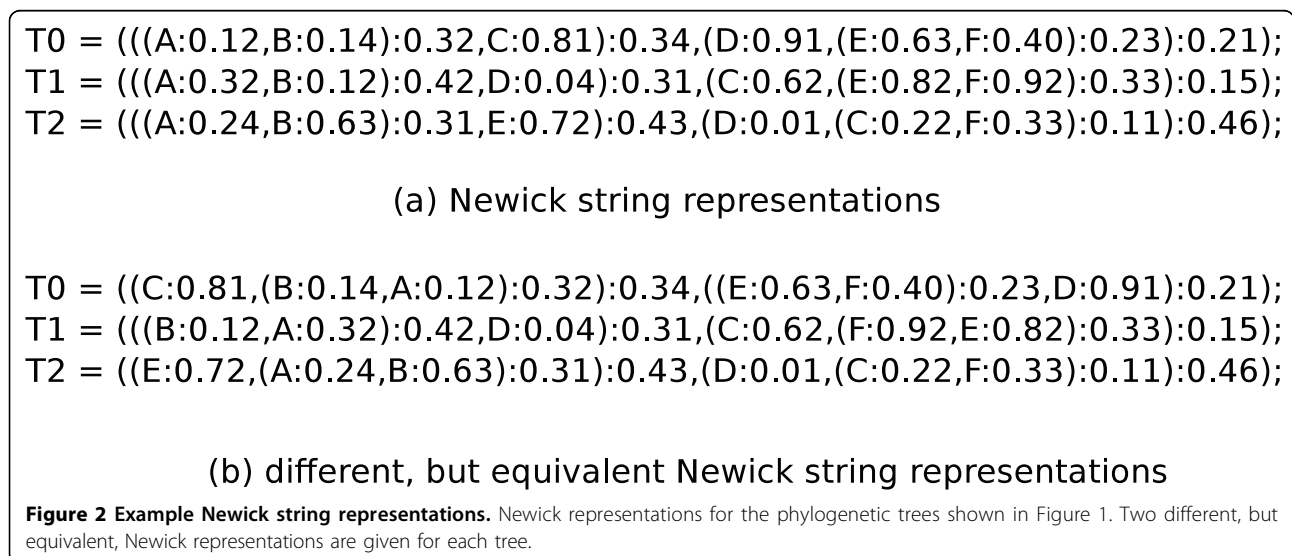 T0 = (((A:0.12,B:0.14):0.32,C:0.81):0.34,(D:0.91,(E:0.63,F:0.40):0.23):0.21);
T1 = (((A:0.32,B:0.12):0.42,D:0.04):0.31,(C:0.62,(E:0.82,F:0.92):0.33):0.15);
T2 = (((A:0.24,B:0.63):0.31,E:0.72):0.43,(D:0.01,(C:0.22,F:0.33):0.11):0.46);
(a) Newick string representations
T0 = ((C:0.81,(B:0.14,A:0.12):0.32):0.34,((E:0.63,F:0.40):0.23,D:0.91):0.21);
T1 = (((B:0.12,A:0.32):0.42,D:0.04):0.31,(C:0.62,(F:0.92,E:0.82):0.33):0.15);
T2 = ((E:0.72,(A:0.24,B:0.63):0.31):0.43,(D:0.01,(C:0.22,F:0.33):0.11):0.46);
(b) different, but equivalent Newick string representations
Figure 2 Example Newick string representations. Newick representations for the phylogenetic trees shown in Figure 1. Two different, but
equivalent, Newick representations are given for each tree.